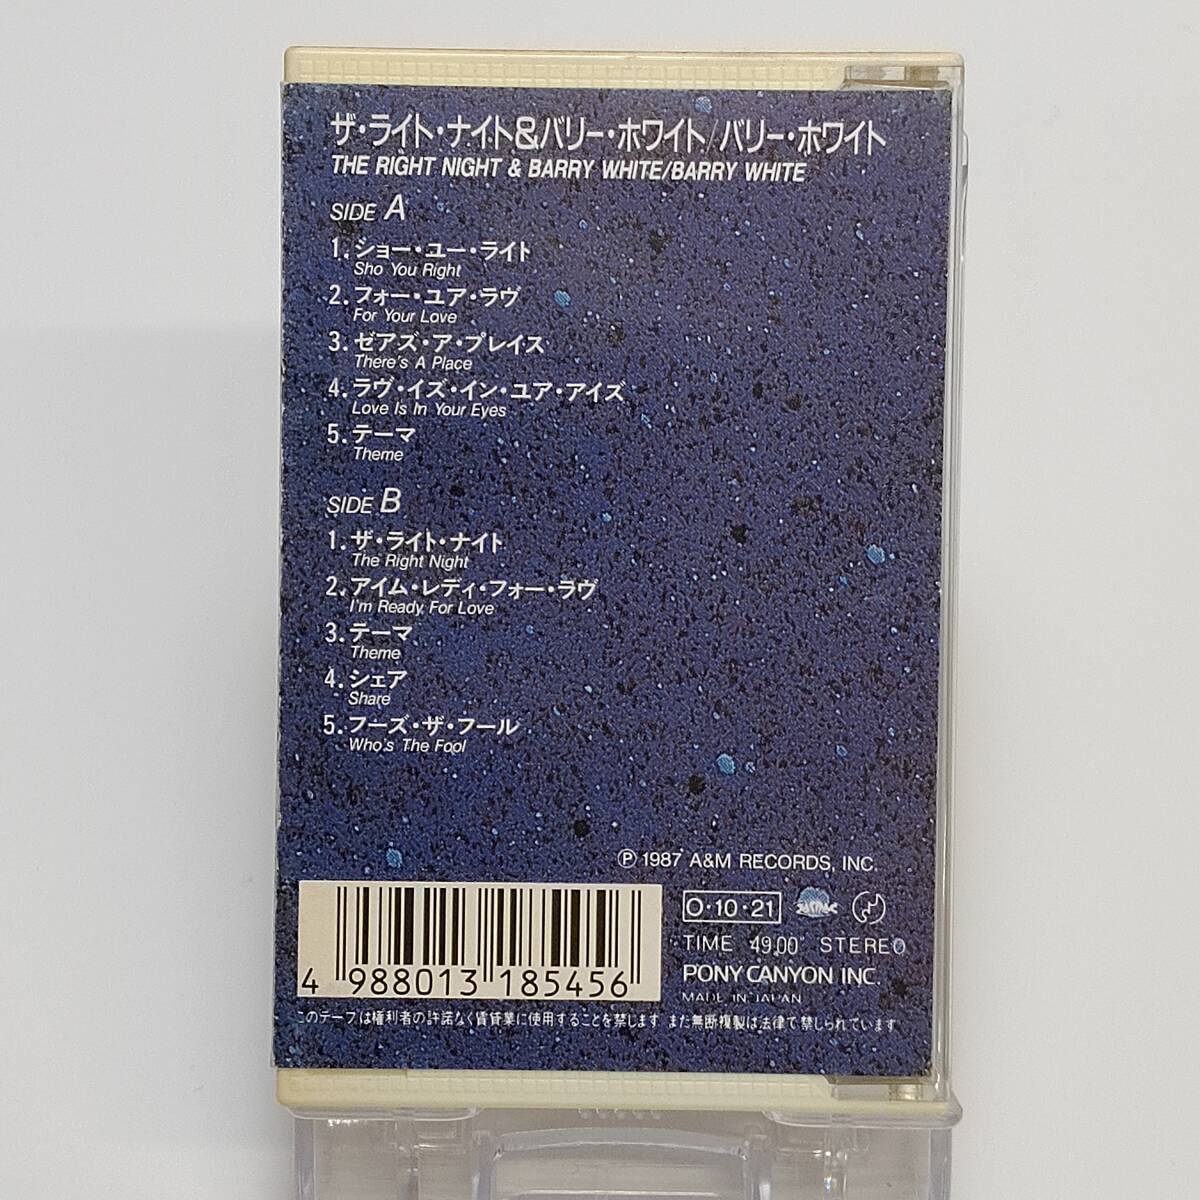 ザ・ライト・ナイト&バリー・ホワイト/バリー・ホワイト
THE RIGHT NIGHT & BARRY WHITE/BARRY WHITE
SIDE A
1. ショー・ユー・ライト
Sho You Right
2. フォー・ユア・ラヴ
For Your Love
3. ゼアズ・ア・プレイス
There's A Place
4. ラヴ・イズ・イン・ユア・アイズ
Love Is In Your Eyes
5. テーマ
Theme
SIDE B
1. ザ・ライト・ナイト
The Right Night
2. アイム・レディ・フォー・ラヴ
I'm Ready For Love
3. テーマ
Theme
4. シェア
Share
5. フーズ・ザ・フール
Who's The Fool
Ⓟ 1987 A&M RECORDS, INC.
O・10・21
TIME 49'00" STEREO
PONY CANYON INC.
MADE IN JAPAN
4 988013 185456
このテープは権利者の許諾なく賃貸業に使用することを禁じます また無断複製は法律で禁じられています